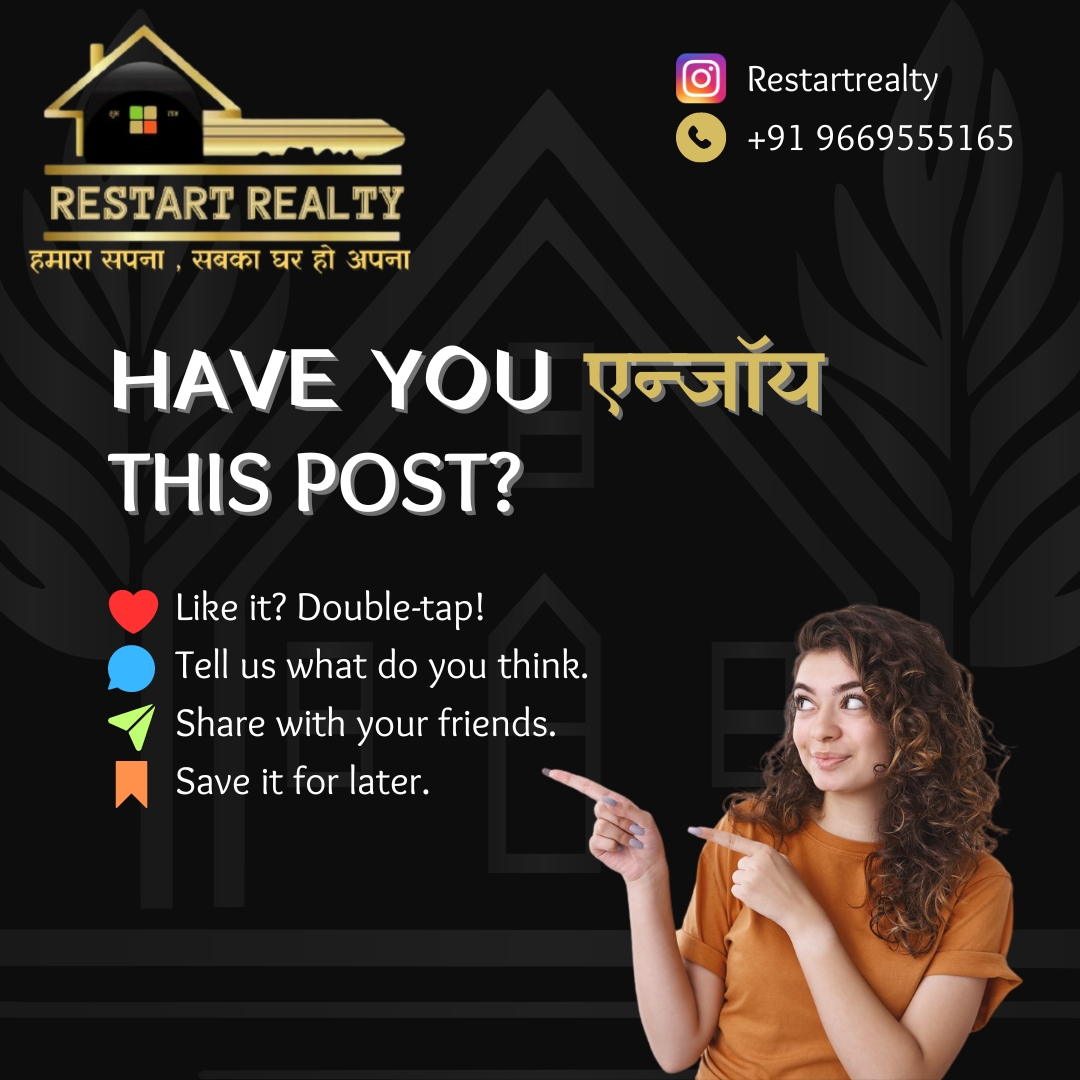 Restartrealty
+91 9669555165
शुभ लाभ
RESTART REALTY
हमारा सपना , सबका घर हो अपना
HAVE YOU एन्जॉय
THIS POST?
Like it? Double-tap!
Tell us what do you think.
Share with your friends.
Save it for later.